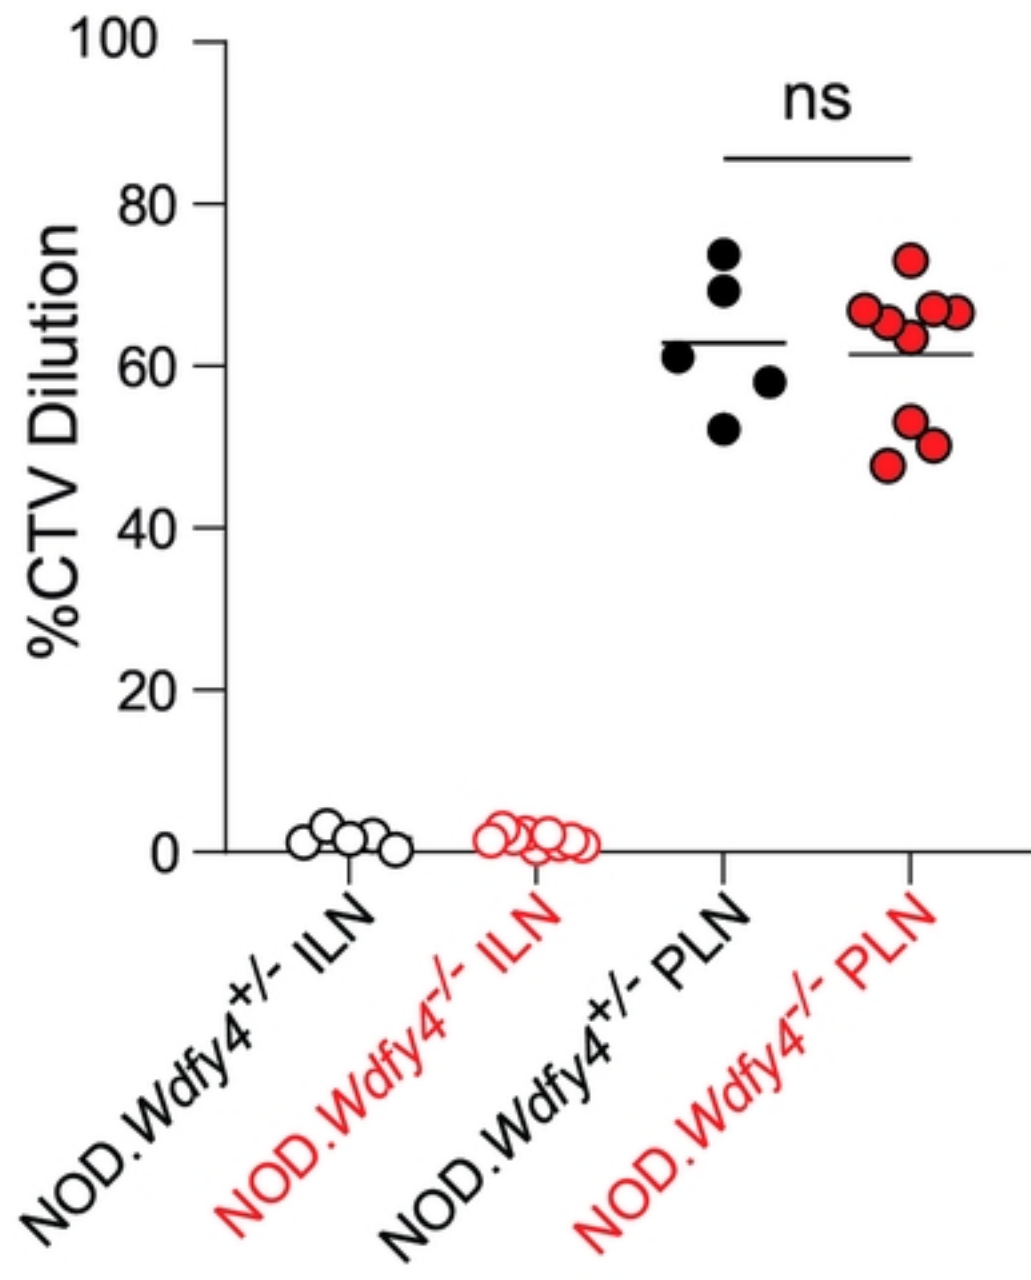 100
ns
80
60
40
20
0
%CTV Dilution
NOD.Wdfy4+/- ILN
NOD.Wdfy4-/- ILN
NOD.Wdfy4+/- PLN
NOD.Wdfy4-/- PLN